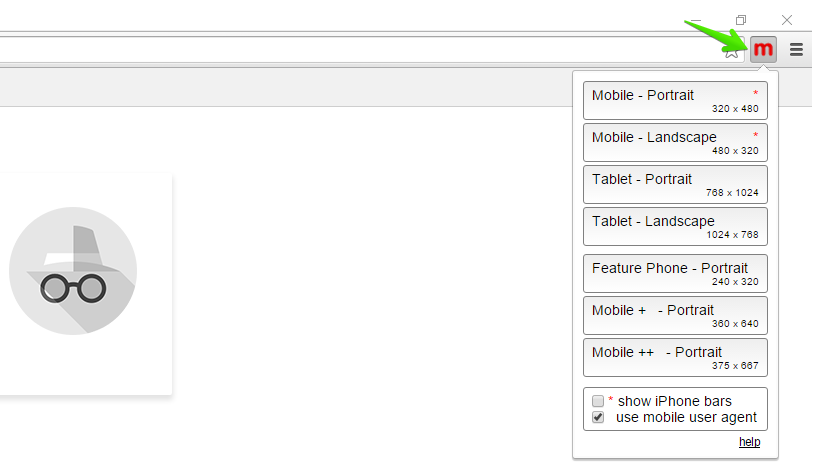 m
Mobile - Portrait *
320 x 480
Mobile - Landscape *
480 x 320
Tablet - Portrait
768 x 1024
Tablet - Landscape
1024 x 768
Feature Phone - Portrait
240 x 320
Mobile + - Portrait
360 x 640
Mobile ++ - Portrait
375 x 667
* show iPhone bars
use mobile user agent
help